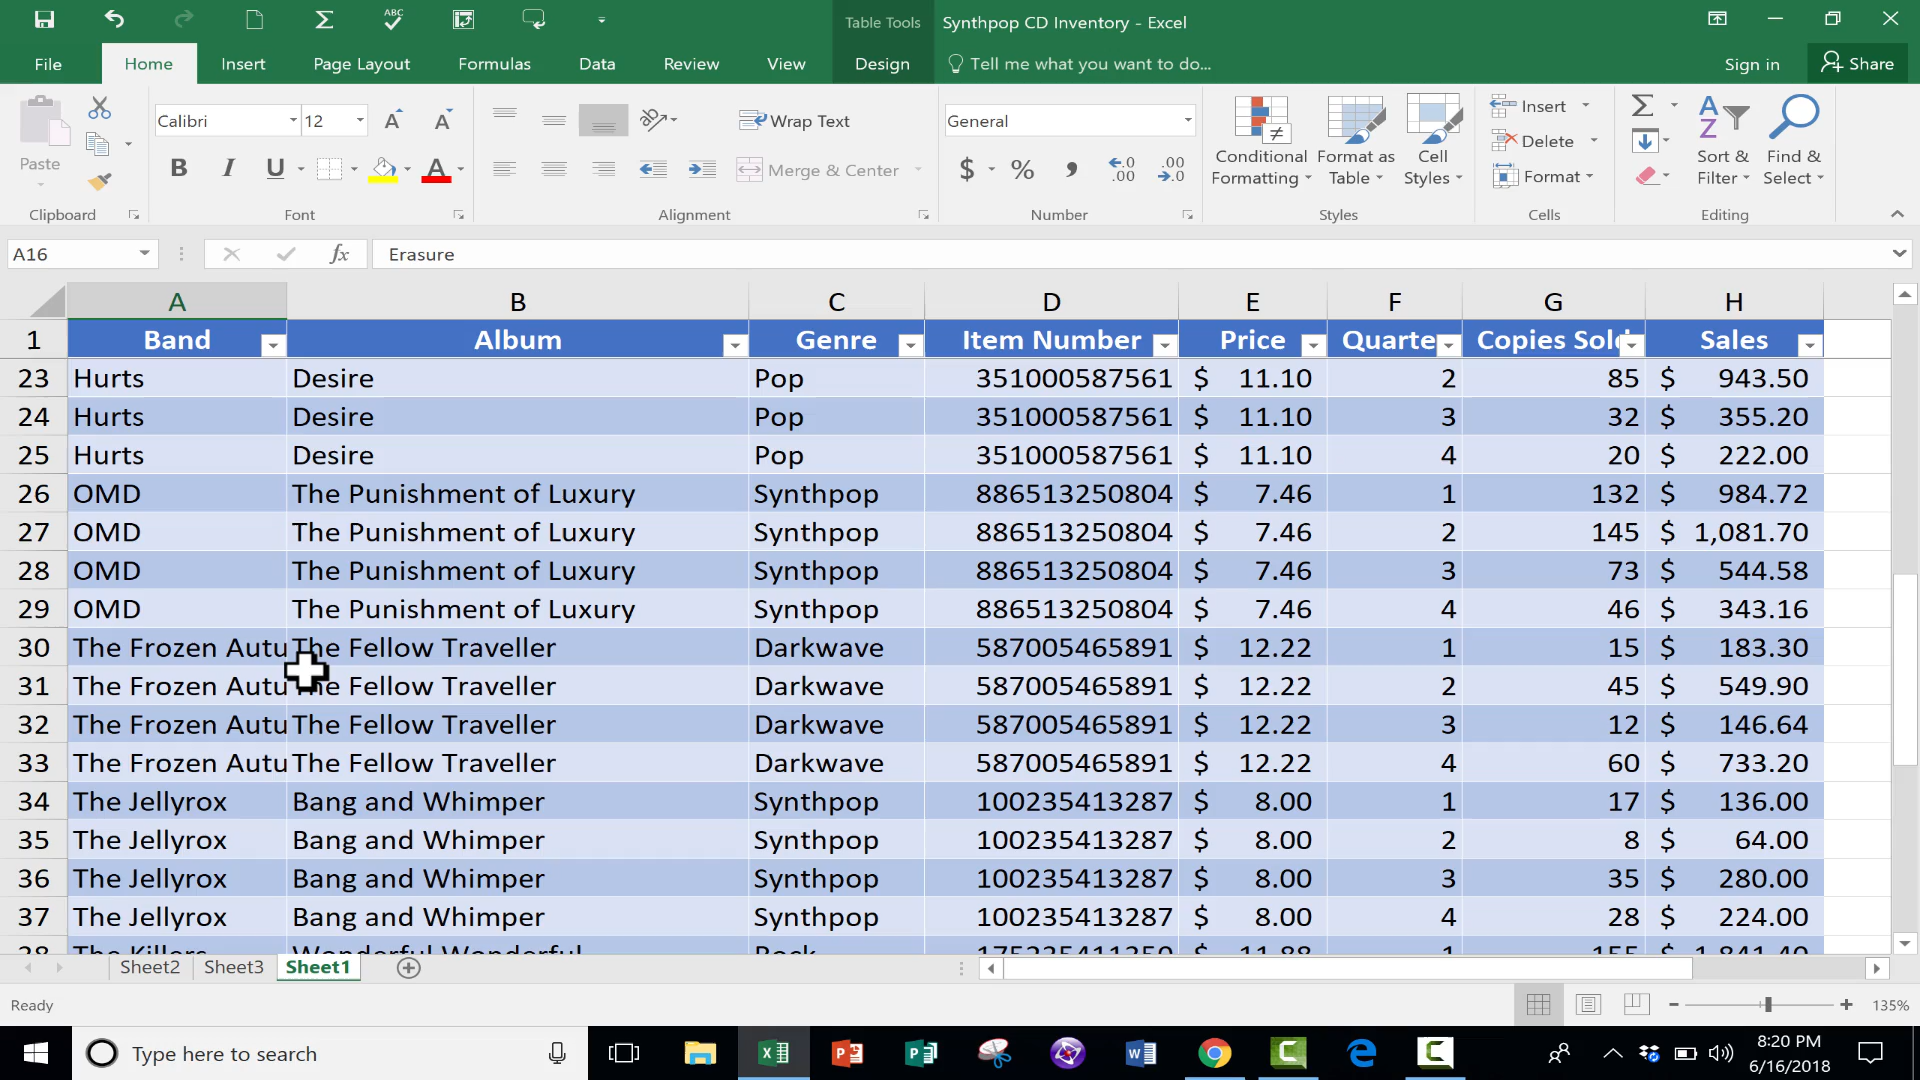 Table Tools
Synthpop CD Inventory - Excel
File Home Insert Page Layout Formulas Data Review View Design Tell me what you want to do... Sign in Share
Paste
Calibri 12
Wrap Text
General
B I U
Merge & Center
$ % , .00
Conditional Formatting
Format as Table
Cell Styles
Insert
Delete
Format
Sort & Filter
Find & Select
Clipboard Font Alignment Number Styles Cells Editing
A16 fx Erasure
A B C D E F G H
1 Band Album Genre Item Number Price Quarte Copies Sol Sales
23 Hurts Desire Pop 351000587561 $ 11.10 2 85 $ 943.50
24 Hurts Desire Pop 351000587561 $ 11.10 3 32 $ 355.20
25 Hurts Desire Pop 351000587561 $ 11.10 4 20 $ 222.00
26 OMD The Punishment of Luxury Synthpop 886513250804 $ 7.46 1 132 $ 984.72
27 OMD The Punishment of Luxury Synthpop 886513250804 $ 7.46 2 145 $ 1,081.70
28 OMD The Punishment of Luxury Synthpop 886513250804 $ 7.46 3 73 $ 544.58
29 OMD The Punishment of Luxury Synthpop 886513250804 $ 7.46 4 46 $ 343.16
30 The Frozen Autu The Fellow Traveller Darkwave 587005465891 $ 12.22 1 15 $ 183.30
31 The Frozen Autu The Fellow Traveller Darkwave 587005465891 $ 12.22 2 45 $ 549.90
32 The Frozen Autu The Fellow Traveller Darkwave 587005465891 $ 12.22 3 12 $ 146.64
33 The Frozen Autu The Fellow Traveller Darkwave 587005465891 $ 12.22 4 60 $ 733.20
34 The Jellyrox Bang and Whimper Synthpop 100235413287 $ 8.00 1 17 $ 136.00
35 The Jellyrox Bang and Whimper Synthpop 100235413287 $ 8.00 2 8 $ 64.00
36 The Jellyrox Bang and Whimper Synthpop 100235413287 $ 8.00 3 35 $ 280.00
37 The Jellyrox Bang and Whimper Synthpop 100235413287 $ 8.00 4 28 $ 224.00
The Killers Wonderful Wonderful Rock
Sheet2 Sheet3 Sheet1
Ready 135%
Type here to search
8:20 PM
6/16/2018